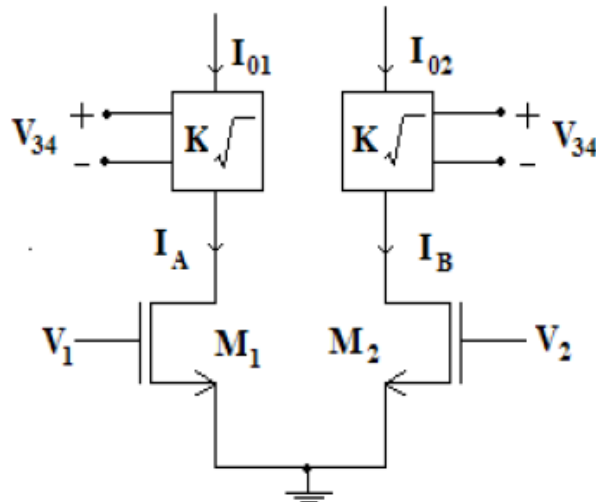 I01 I02
+ K√ K√ +
V34 V34
- -
IA IB
V1 M1 M2 V2